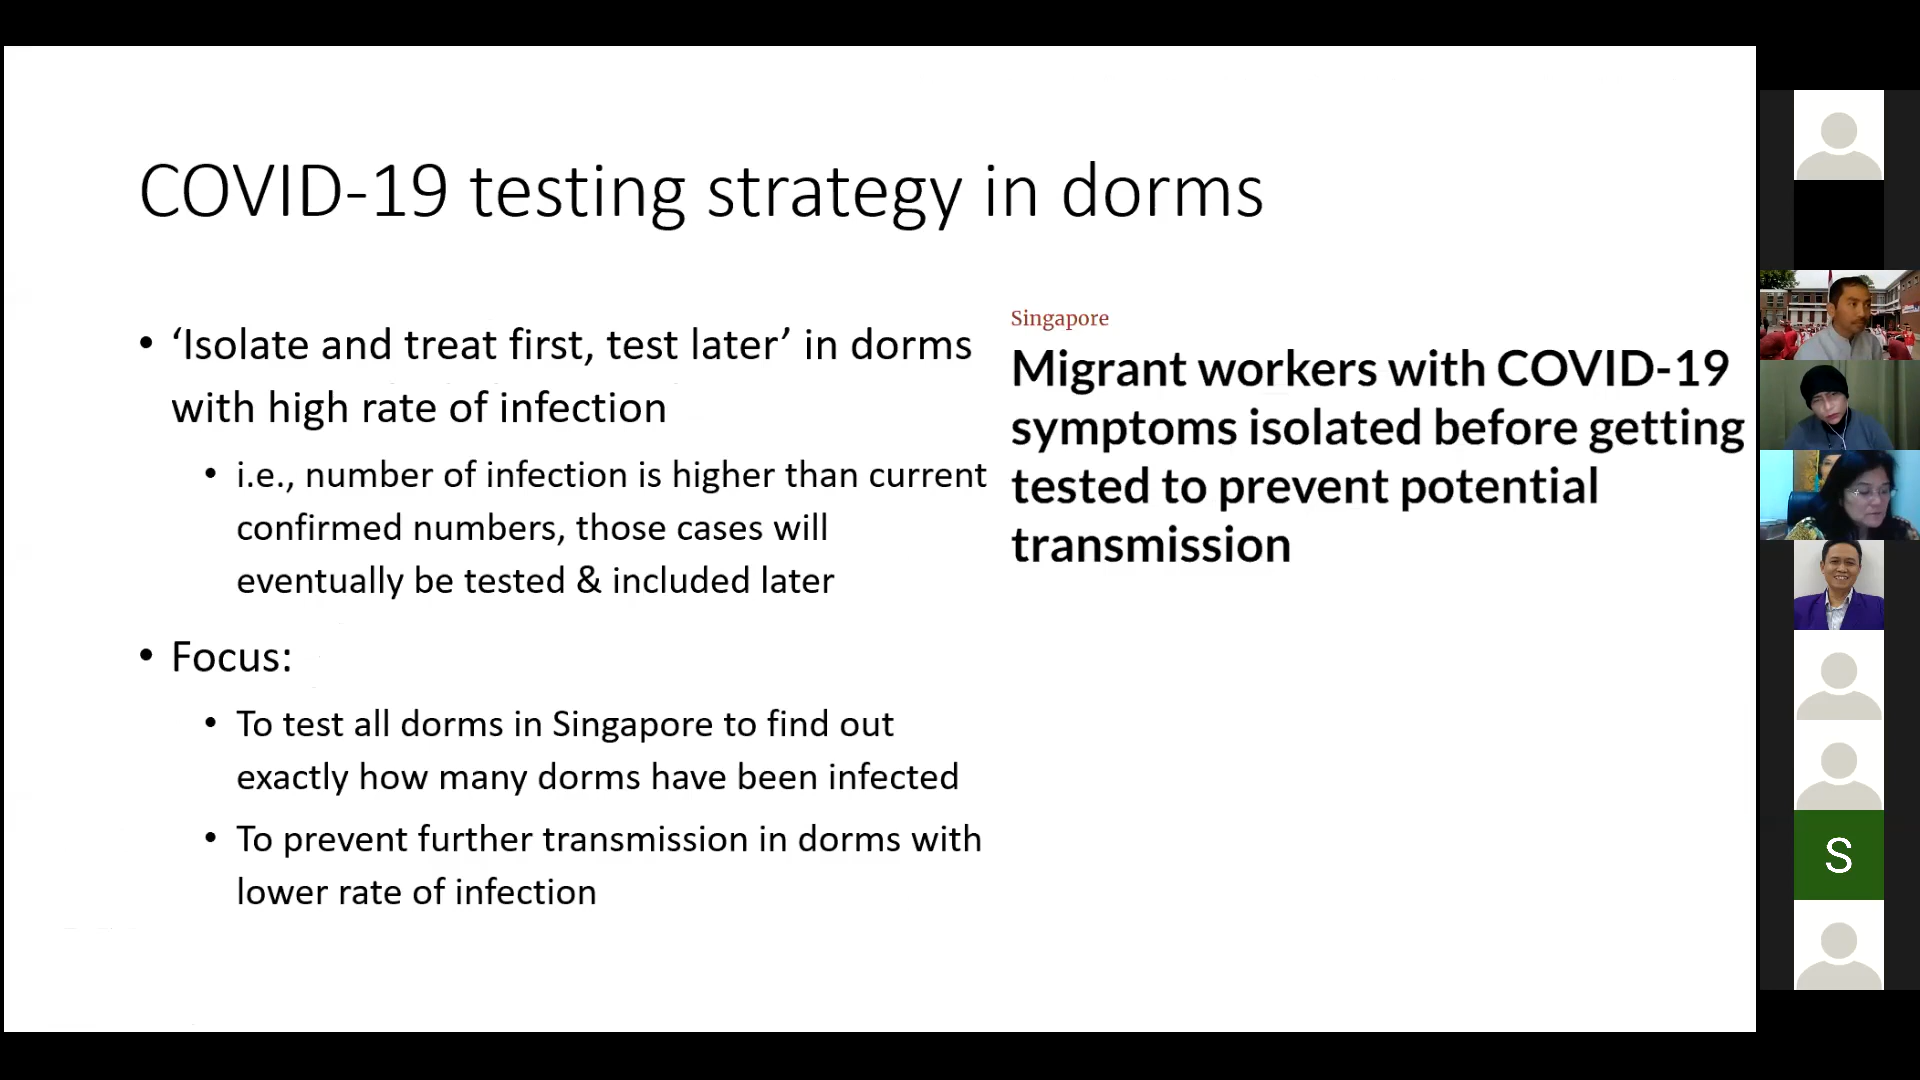 COVID-19 testing strategy in dorms
• ‘Isolate and treat first, test later’ in dorms
with high rate of infection
• i.e., number of infection is higher than current
confirmed numbers, those cases will
eventually be tested & included later
• Focus:
• To test all dorms in Singapore to find out
exactly how many dorms have been infected
• To prevent further transmission in dorms with
lower rate of infection
Singapore
Migrant workers with COVID-19
symptoms isolated before getting
tested to prevent potential
transmission
S